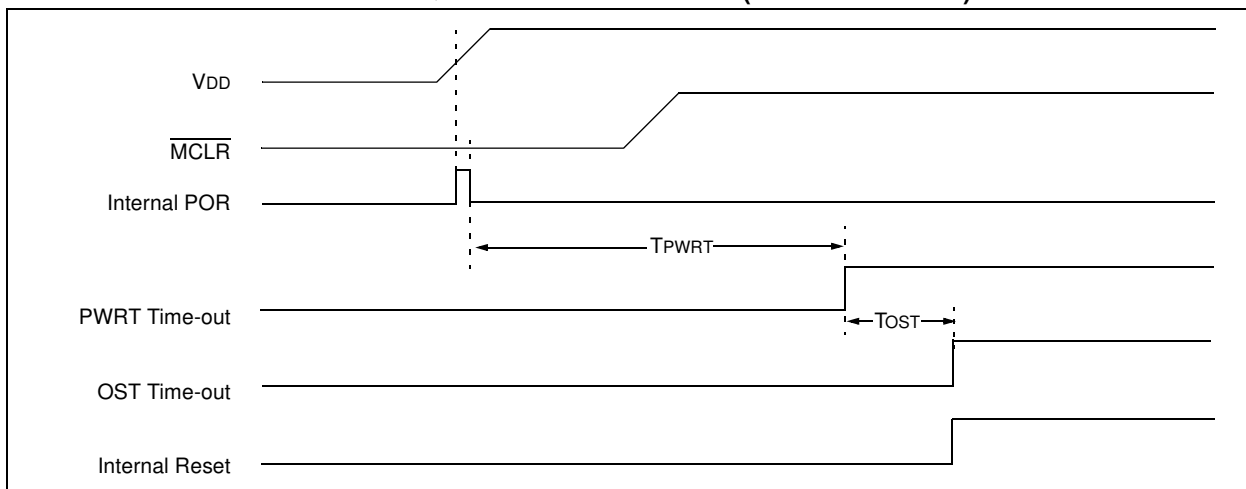 VDD
MCLR
Internal POR
TPWRT
PWRT Time-out
TOST
OST Time-out
Internal Reset